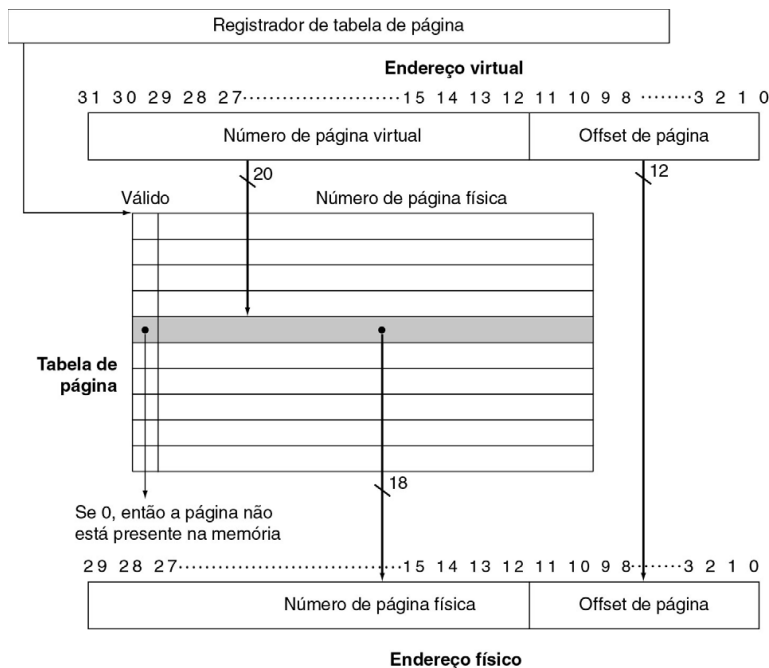 Registrador de tabela de página
Endereço virtual
31 30 29 28 27·····················15 14 13 12 11 10 9 8 ········3 2 1 0
Número de página virtual
Offset de página
20
12
Válido
Número de página física
Tabela de
página
18
Se 0, então a página não
está presente na memória
29 28 27······························15 14 13 12 11 10 9 8········3 2 1 0
Número de página física
Offset de página
Endereço físico